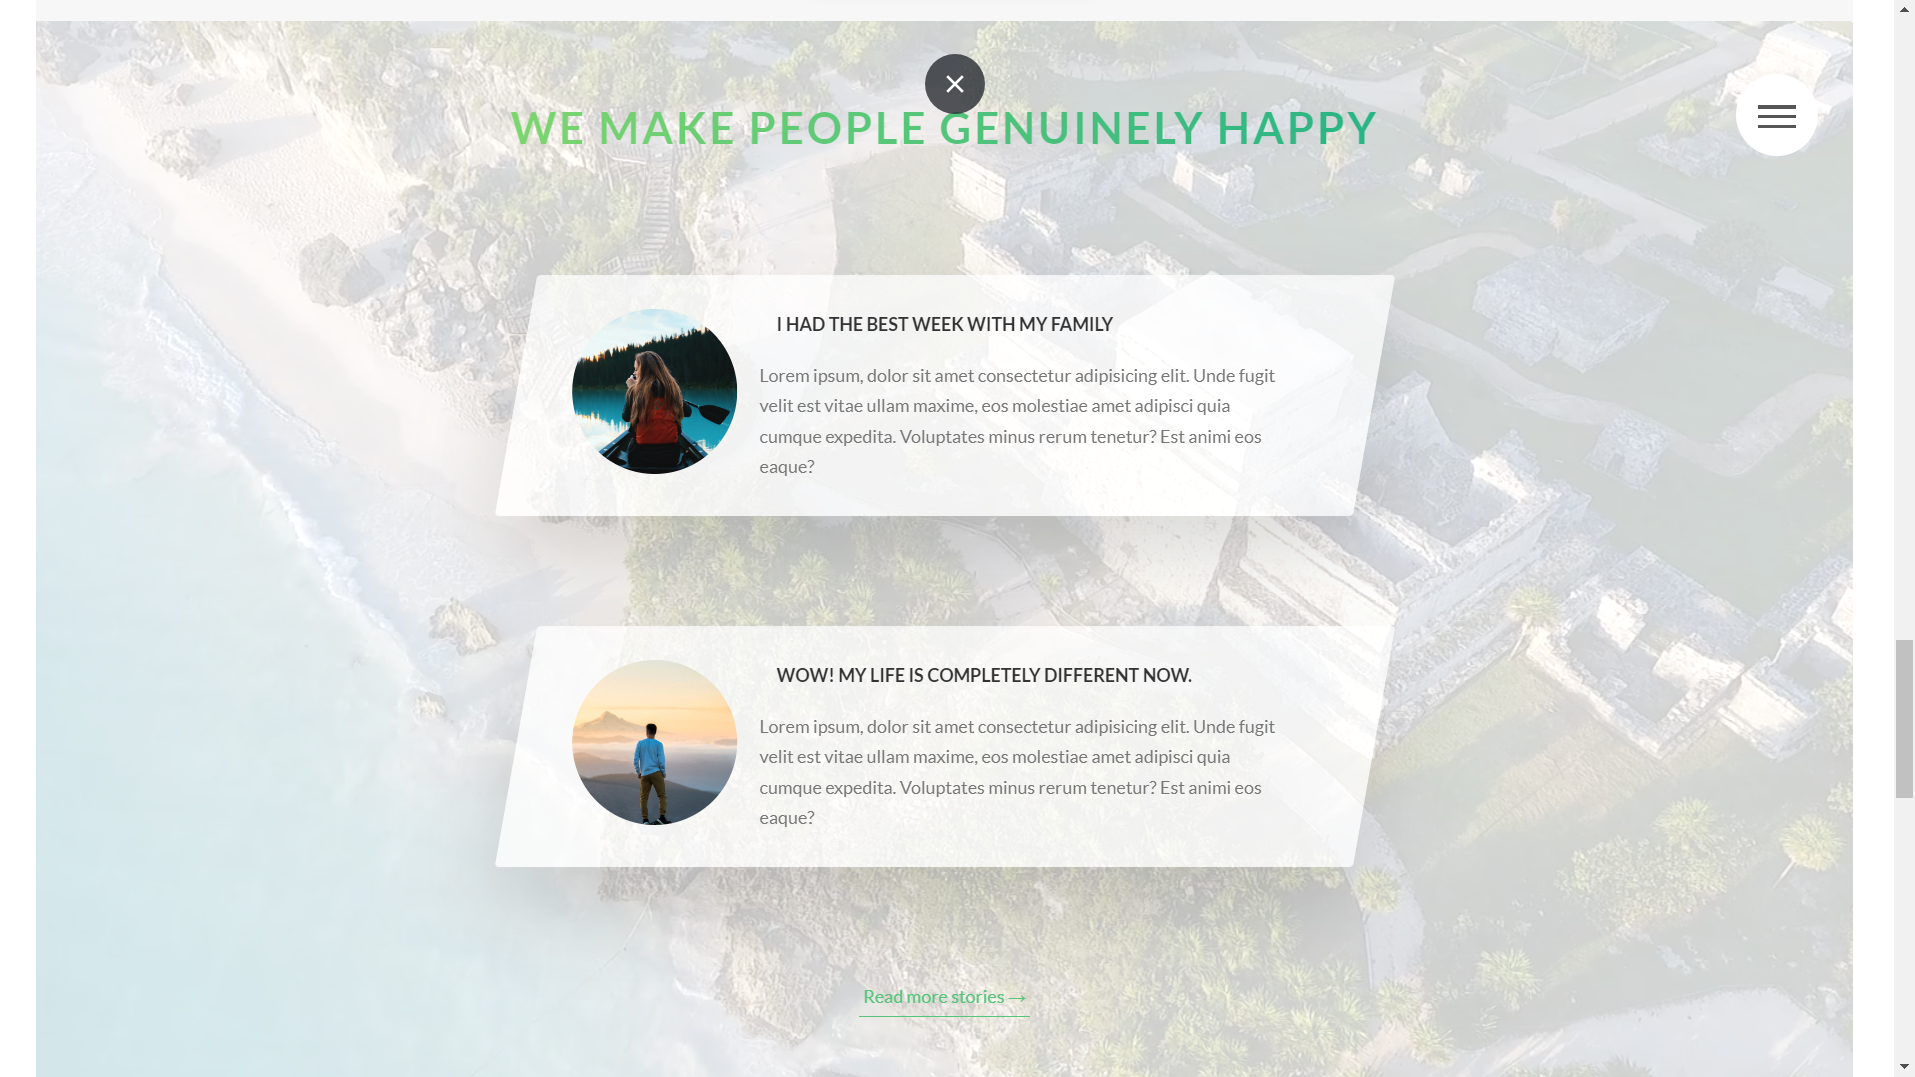 WE MAKE PEOPLE GENUINELY HAPPY
I HAD THE BEST WEEK WITH MY FAMILY
Lorem ipsum, dolor sit amet consectetur adipisicing elit. Unde fugit
velit est vitae ullam maxime, eos molestiae amet adipisci quia
cumque expedita. Voluptates minus rerum tenetur? Est animi eos
eaque?
WOW! MY LIFE IS COMPLETELY DIFFERENT NOW.
Lorem ipsum, dolor sit amet consectetur adipisicing elit. Unde fugit
velit est vitae ullam maxime, eos molestiae amet adipisci quia
cumque expedita. Voluptates minus rerum tenetur? Est animi eos
eaque?
Read more stories →